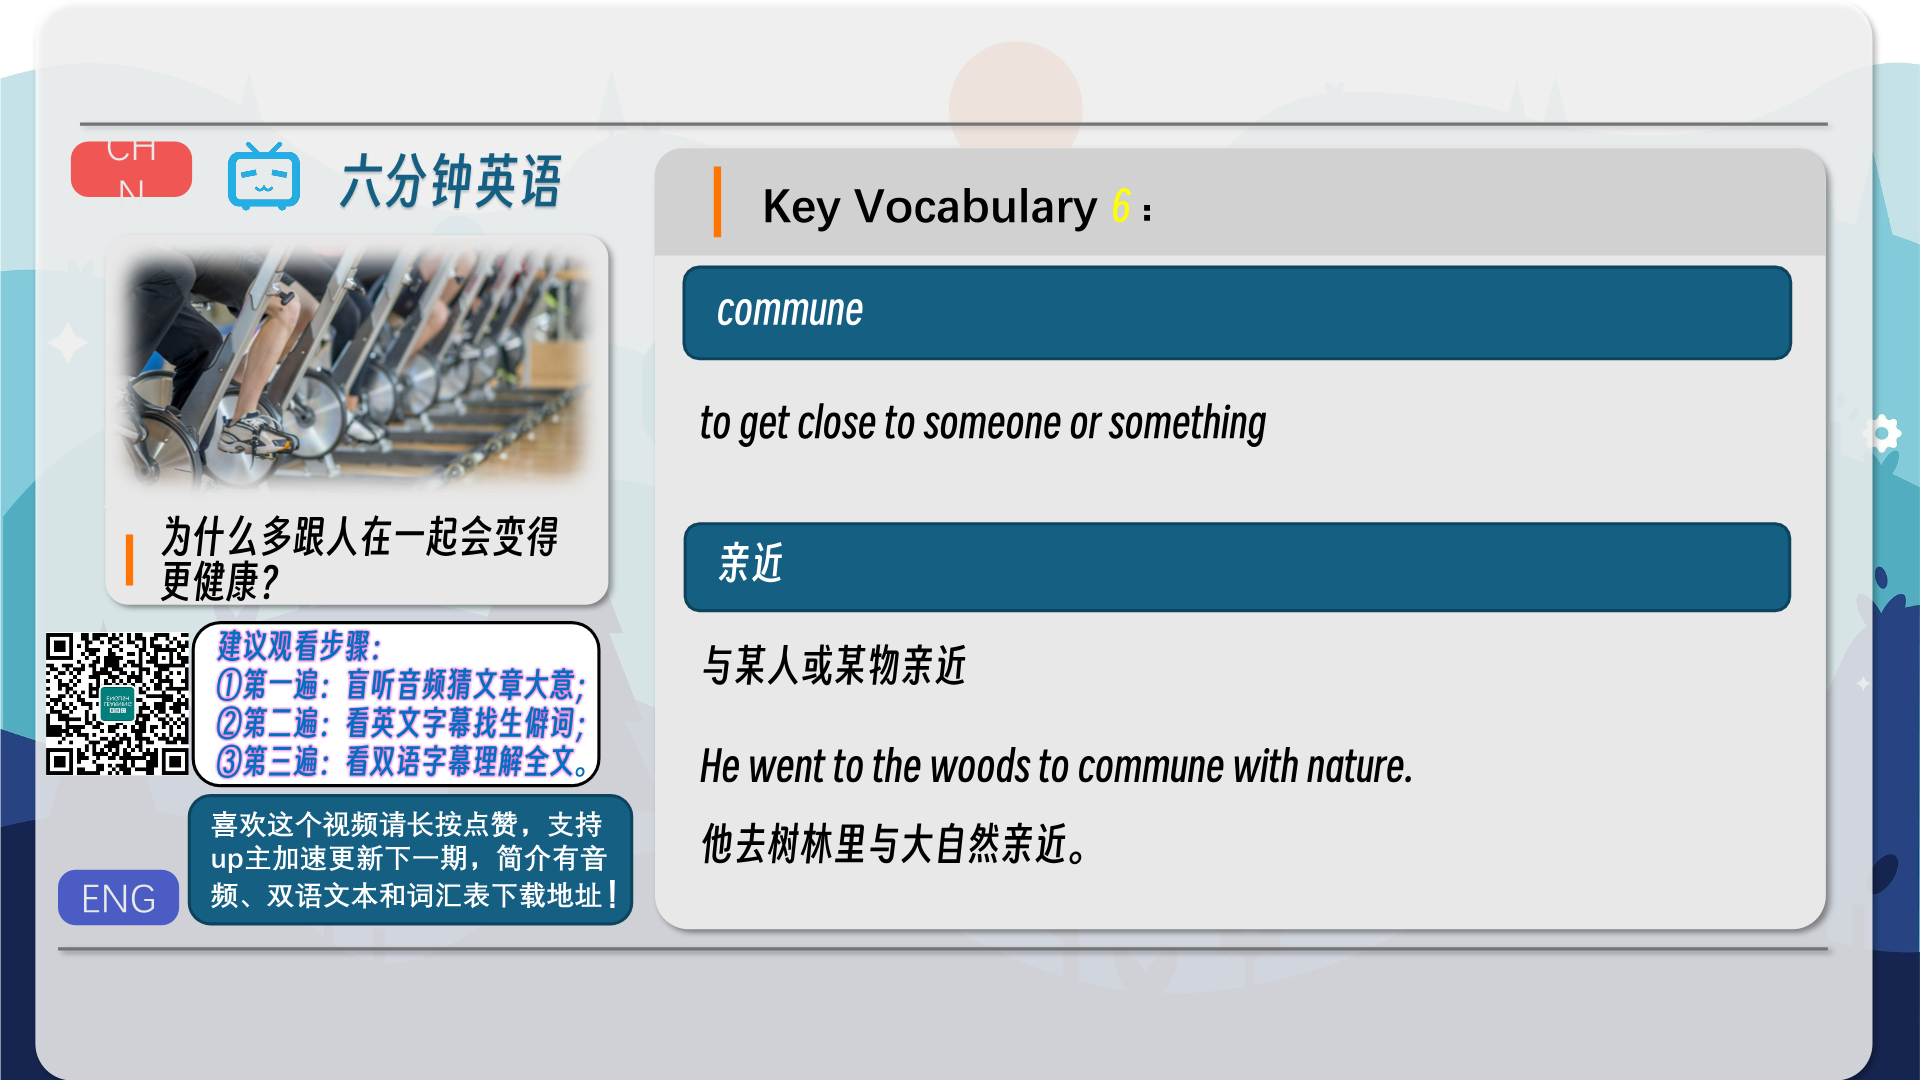 CH
N
六分钟英语
为什么多跟人在一起会变得
更健康?
建议观看步骤：
①第一遍：盲听音频猜文章大意;
②第二遍：看英文字幕找生僻词;
③第三遍：看双语字幕理解全文。
喜欢这个视频请长按点赞，支持
up主加速更新下一期，简介有音
频、双语文本和词汇表下载地址！
ENG
Key Vocabulary 6：
commune
to get close to someone or something
亲近
与某人或某物亲近
He went to the woods to commune with nature.
他去树林里与大自然亲近。